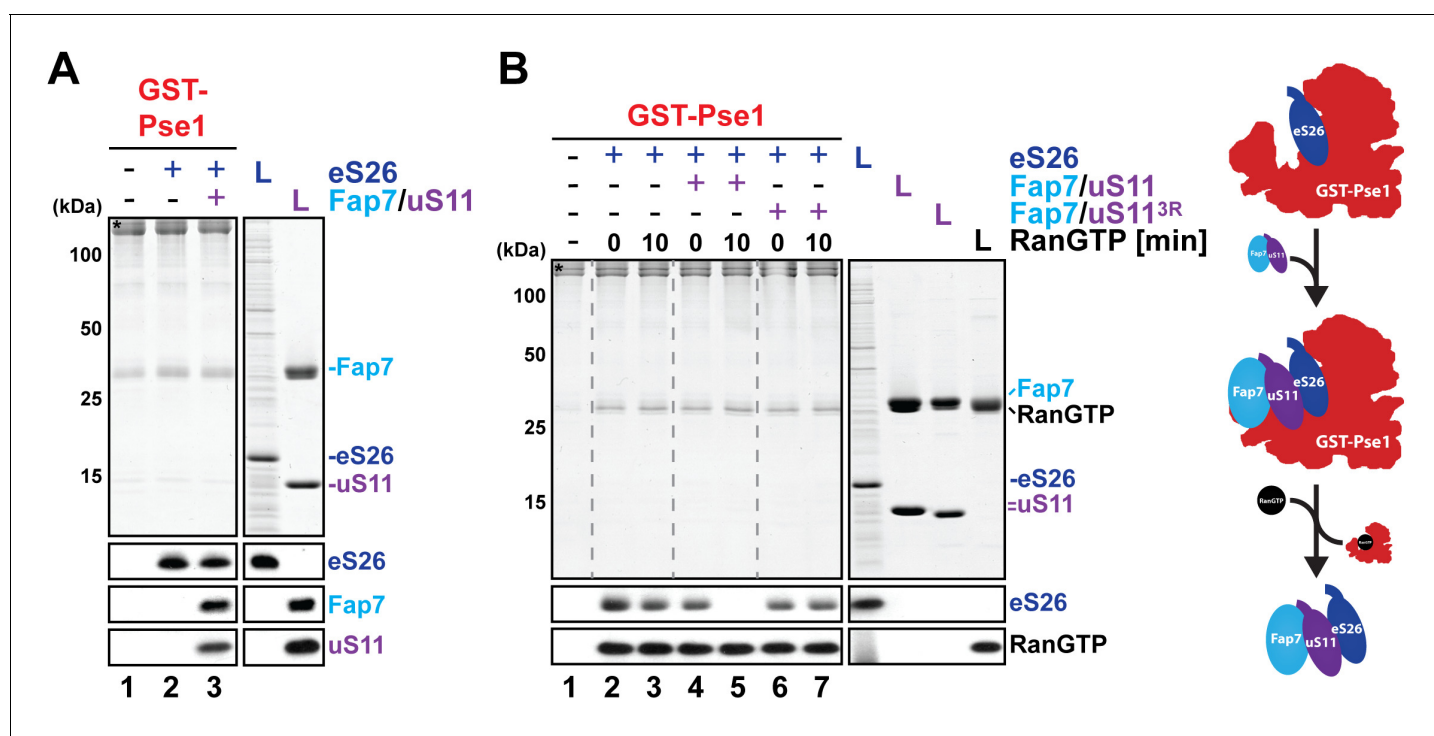 A
GST-
Pse1
- + + L eS26
- - + L Fap7/uS11
(kDa)
*
100
50
25
15
-Fap7
-eS26
-uS11
eS26
Fap7
uS11
1 2 3
B
GST-Pse1
- + + + + + + L eS26
- - - + + - - L Fap7/uS11
- - - - - + + L Fap7/uS11³ᴿ
- 0 10 0 10 0 10 L RanGTP [min]
(kDa)
*
100
50
25
15
Fap7
RanGTP
-eS26
=uS11
eS26
RanGTP
1 2 3 4 5 6 7
eS26
GST-Pse1
Fap7 uS11
Fap7 uS11 eS26
GST-Pse1
RanGTP
RanGTP
Fap7 uS11 eS26